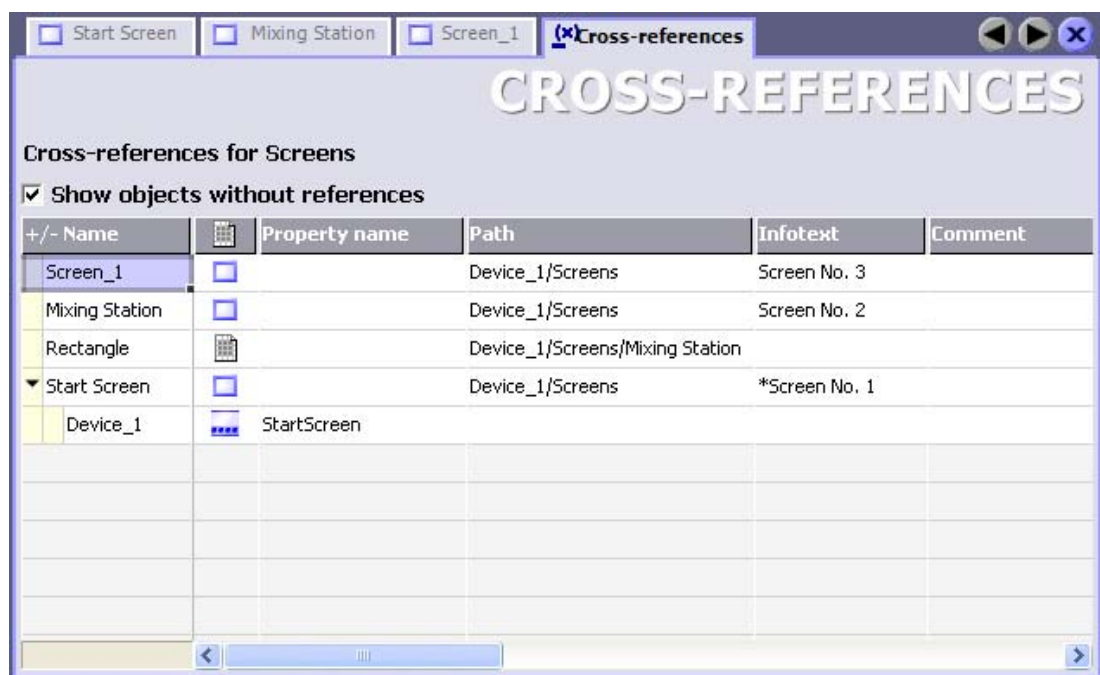 Start Screen Mixing Station Screen_1 Cross-references
CROSS-REFERENCES
Cross-references for Screens
Show objects without references
+/- Name Property name Path Infotext Comment
Screen_1 Device_1/Screens Screen No. 3
Mixing Station Device_1/Screens Screen No. 2
Rectangle Device_1/Screens/Mixing Station
Start Screen Device_1/Screens *Screen No. 1
Device_1 StartScreen